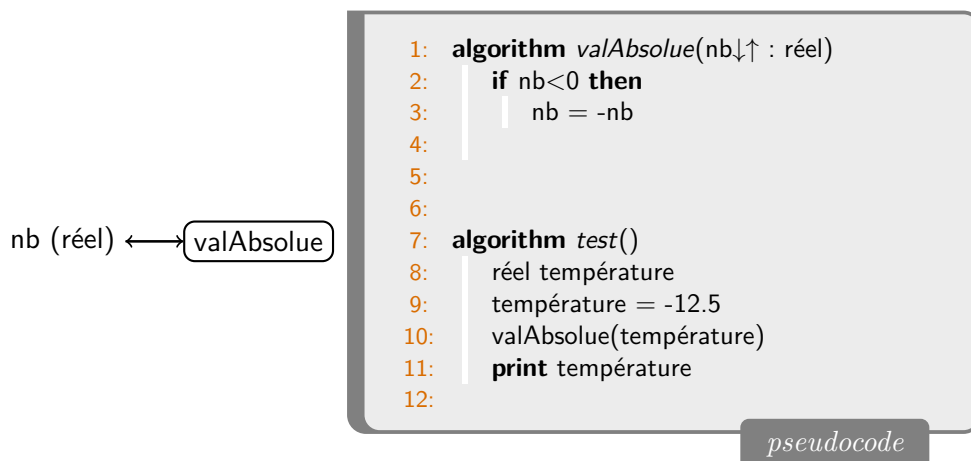 nb (réel) ⟷ valAbsolue
1: algorithm valAbsolue(nb↓↑ : réel)
2: if nb<0 then
3: nb = -nb
4:
5:
6:
7: algorithm test()
8: réel température
9: température = -12.5
10: valAbsolue(température)
11: print température
12:
pseudocode